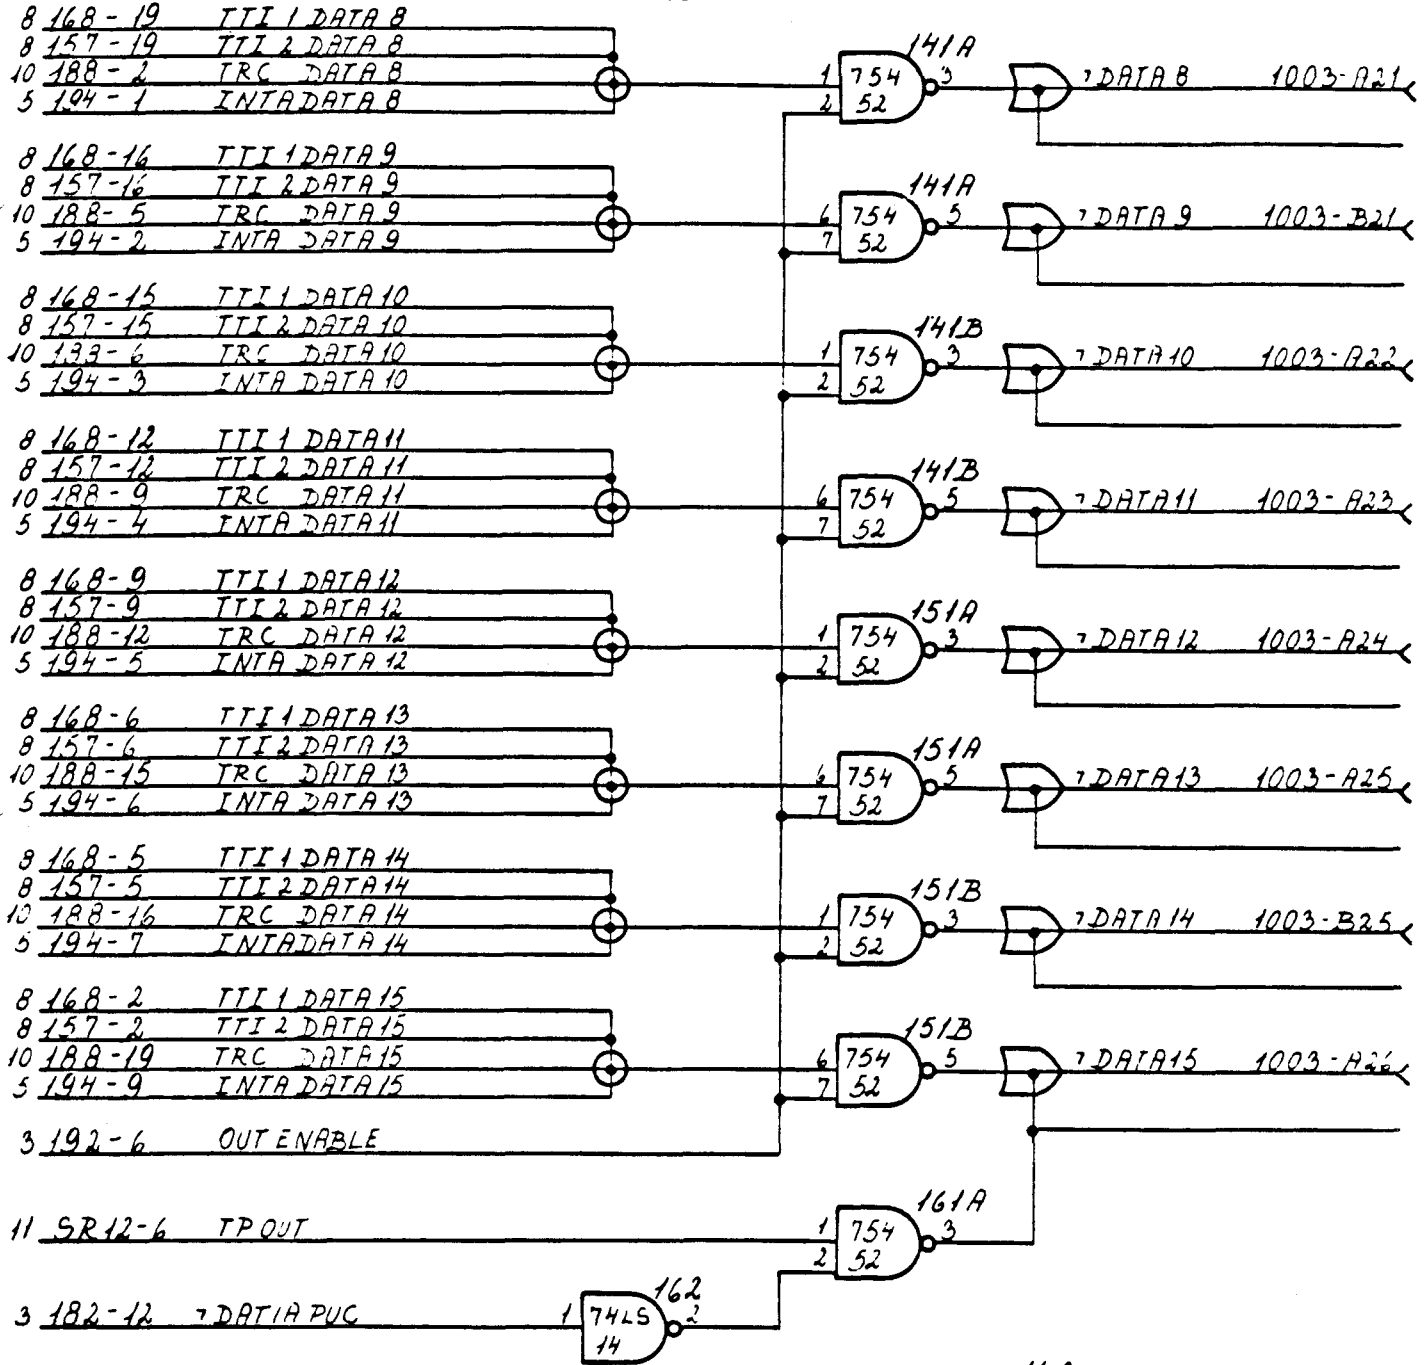 8 168-19 TTI 1 DATA 8
8 157-19 TTI 2 DATA 8
10 188-2 TRC DATA 8
5 194-1 INTA DATA 8
1 2 754 52 3 141A
¬DATA 8 1003-A21
8 168-16 TTI 1 DATA 9
8 157-16 TTI 2 DATA 9
10 188-5 TRC DATA 9
5 194-2 INTA DATA 9
6 7 754 52 5 141A
¬DATA 9 1003-B21
8 168-15 TTI 1 DATA 10
8 157-15 TTI 2 DATA 10
10 133-6 TRC DATA 10
5 194-3 INTA DATA 10
1 2 754 52 3 141B
¬DATA 10 1003-A22
8 168-12 TTI 1 DATA 11
8 157-12 TTI 2 DATA 11
10 188-9 TRC DATA 11
5 194-4 INTA DATA 11
6 7 754 52 5 141B
¬DATA 11 1003-A23
8 168-9 TTI 1 DATA 12
8 157-9 TTI 2 DATA 12
10 188-12 TRC DATA 12
5 194-5 INTA DATA 12
1 2 754 52 3 151A
¬DATA 12 1003-A24
8 168-6 TTI 1 DATA 13
8 157-6 TTI 2 DATA 13
10 188-15 TRC DATA 13
5 194-6 INTA DATA 13
6 7 754 52 5 151A
¬DATA 13 1003-A25
8 168-5 TTI 1 DATA 14
8 157-5 TTI 2 DATA 14
10 188-16 TRC DATA 14
5 194-7 INTA DATA 14
1 2 754 52 3 151B
¬DATA 14 1003-B25
8 168-2 TTI 1 DATA 15
8 157-2 TTI 2 DATA 15
10 188-19 TRC DATA 15
5 194-9 INTA DATA 15
6 7 754 52 5 151B
¬DATA 15 1003-A26
3 192-6 OUT ENABLE
11 SR12-6 TP OUT
1 2 754 52 3 161A
3 182-12 ¬DATIA PUC
1 74LS 14 2 162